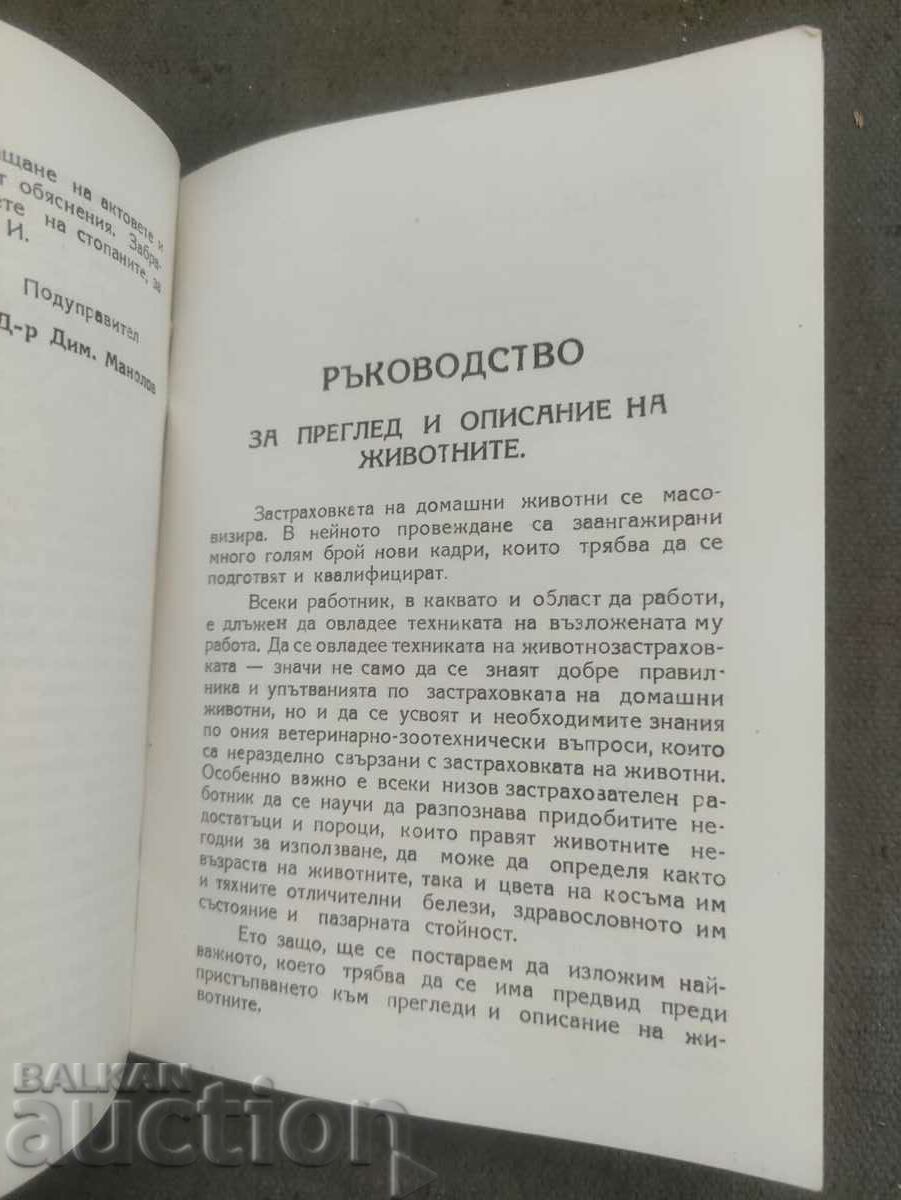 ащане на актовете и
т обяснения. Забра-
ете на стопаните, за
И.
Подуправител
Д-р Дим. Манолов
РЪКОВОДСТВО
ЗА ПРЕГЛЕД И ОПИСАНИЕ НА
ЖИВОТНИТЕ.
Застраховката на домашни животни се масо-
визира. В нейното провеждане са заангажирани
много голям брой нови кадри, които трябва да се
подготвят и квалифицират.
Всеки работник, в каквато и област да работи,
е длъжен да овладее техниката на възложената му
работа. Да се овладее техниката на животнозастрахов-
ката — значи не само да се знаят добре правил-
ника и упътванията по застраховката на домашни
животни, но и да се усвоят и необходимите знания
по ония ветеринарно-зоотехнически въпроси, които
са неразделно свързани с застраховката на животни.
Особенно важно е всеки низов застрахователен ра-
ботник да се научи да разпознава придобитите не-
достатъци и пороци, които правят животните не-
годни за използване, да може да определя както
възраста на животните, така и цвета на косъма им
и тяхните отличителни белези, здравословното им
състояние и пазарната стойност.
Ето защо, ще се постараем да изложим най-
важното, което трябва да се има предвид преди
пристъпването към прегледи и описание на жи-
вотните.
BALKAN
auction